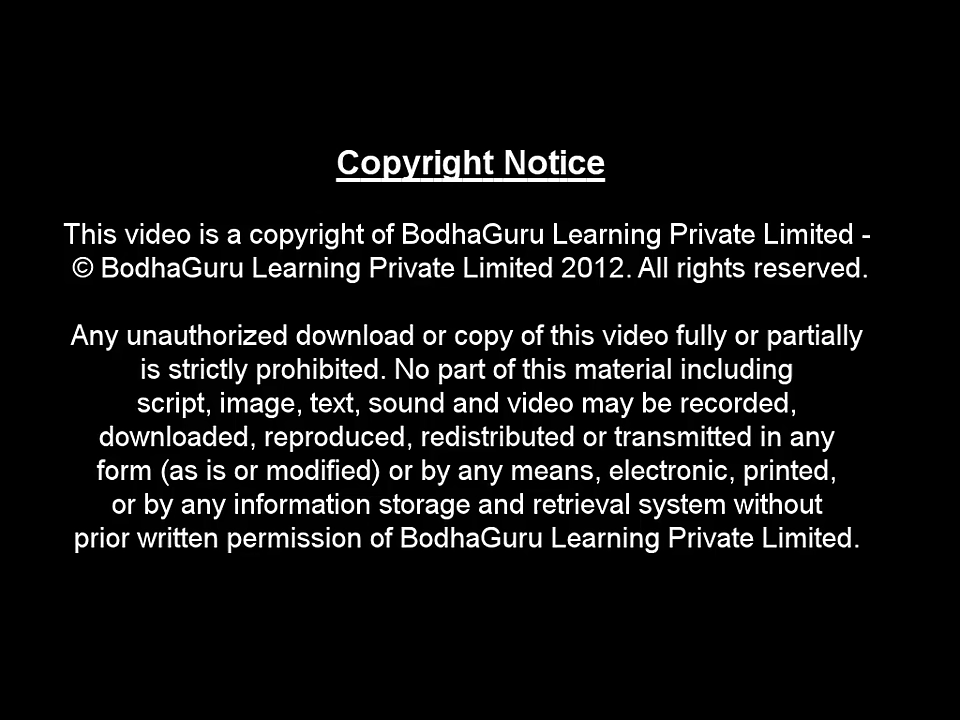 Copyright Notice
This video is a copyright of BodhaGuru Learning Private Limited -
© BodhaGuru Learning Private Limited 2012. All rights reserved.
Any unauthorized download or copy of this video fully or partially
is strictly prohibited. No part of this material including
script, image, text, sound and video may be recorded,
downloaded, reproduced, redistributed or transmitted in any
form (as is or modified) or by any means, electronic, printed,
or by any information storage and retrieval system without
prior written permission of BodhaGuru Learning Private Limited.